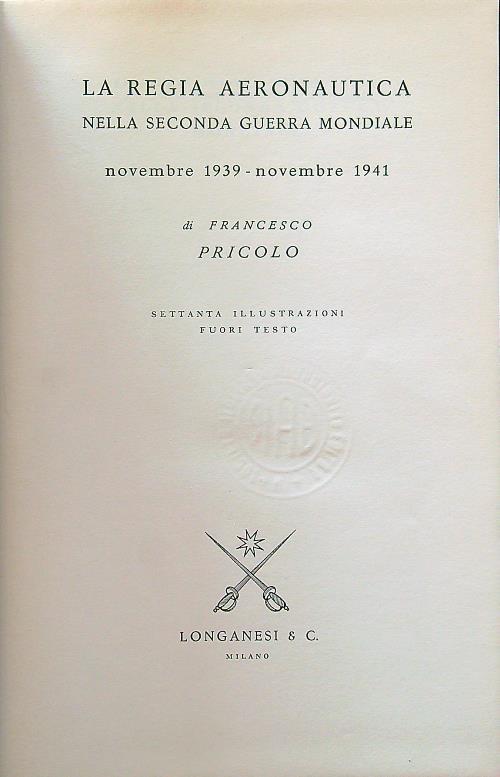 LA REGIA AERONAUTICA
NELLA SECONDA GUERRA MONDIALE
novembre 1939 - novembre 1941
di FRANCESCO
PRICOLO
SETTANTA ILLUSTRAZIONI
FUORI TESTO
LONGANESI & C.
MILANO